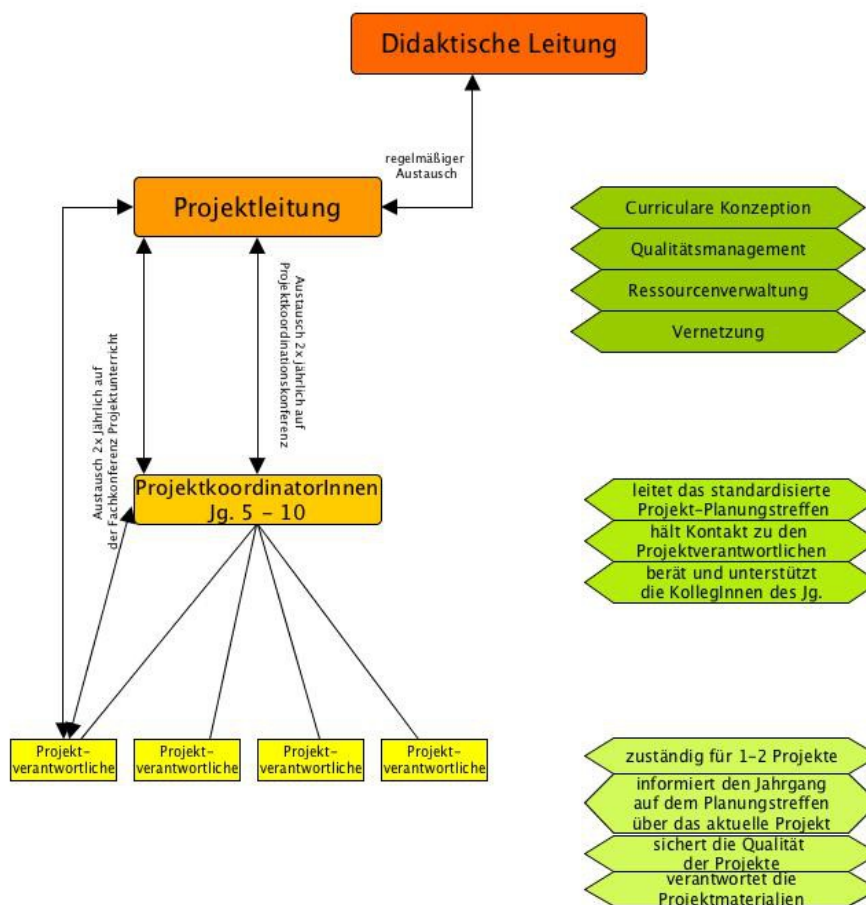 Didaktische Leitung
regelmäßiger
Austausch
Projektleitung
Curriculare Konzeption
Qualitätsmanagement
Ressourcenverwaltung
Vernetzung
Austausch 2x jährlich auf
der Fachkonferenz Projektunterricht
Austausch 2x jährlich auf
Projektkoordinationskonferenz
ProjektkoordinatorInnen
Jg. 5 – 10
leitet das standardisierte
Projekt-Planungstreffen
hält Kontakt zu den
Projektverantwortlichen
berät und unterstützt
die KollegInnen des Jg.
Projekt-
verantwortliche
Projekt-
verantwortliche
Projekt-
verantwortliche
Projekt-
verantwortliche
zuständig für 1-2 Projekte
informiert den Jahrgang
auf dem Planungstreffen
über das aktuelle Projekt
sichert die Qualität
der Projekte
verantwortet die
Projektmaterialien